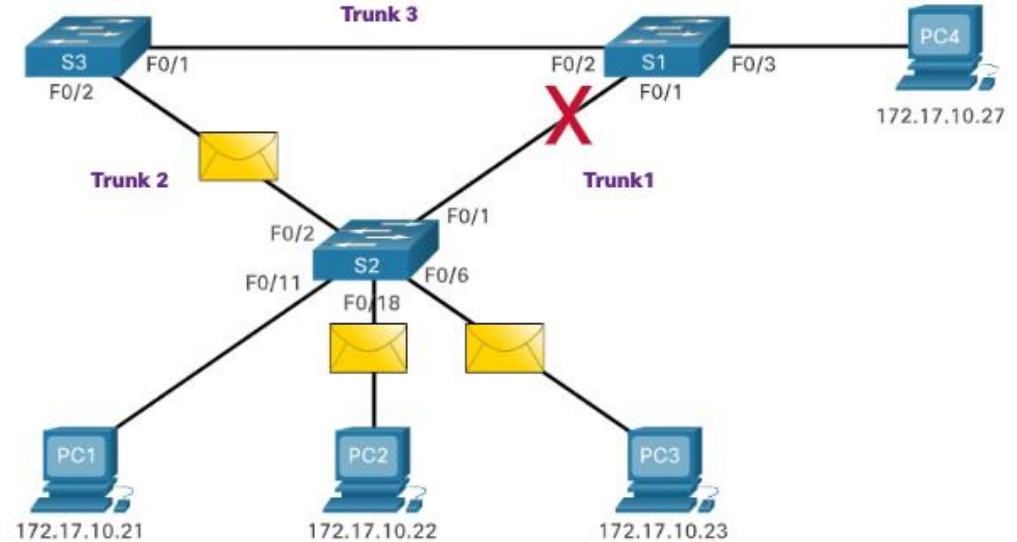 Trunk 3
S3
F0/1
F0/2
S1
F0/3
PC4
F0/2
F0/1
172.17.10.27
Trunk 2
Trunk1
F0/2
F0/1
S2
F0/11
F0/6
F0/18
PC1
PC2
PC3
172.17.10.21
172.17.10.22
172.17.10.23